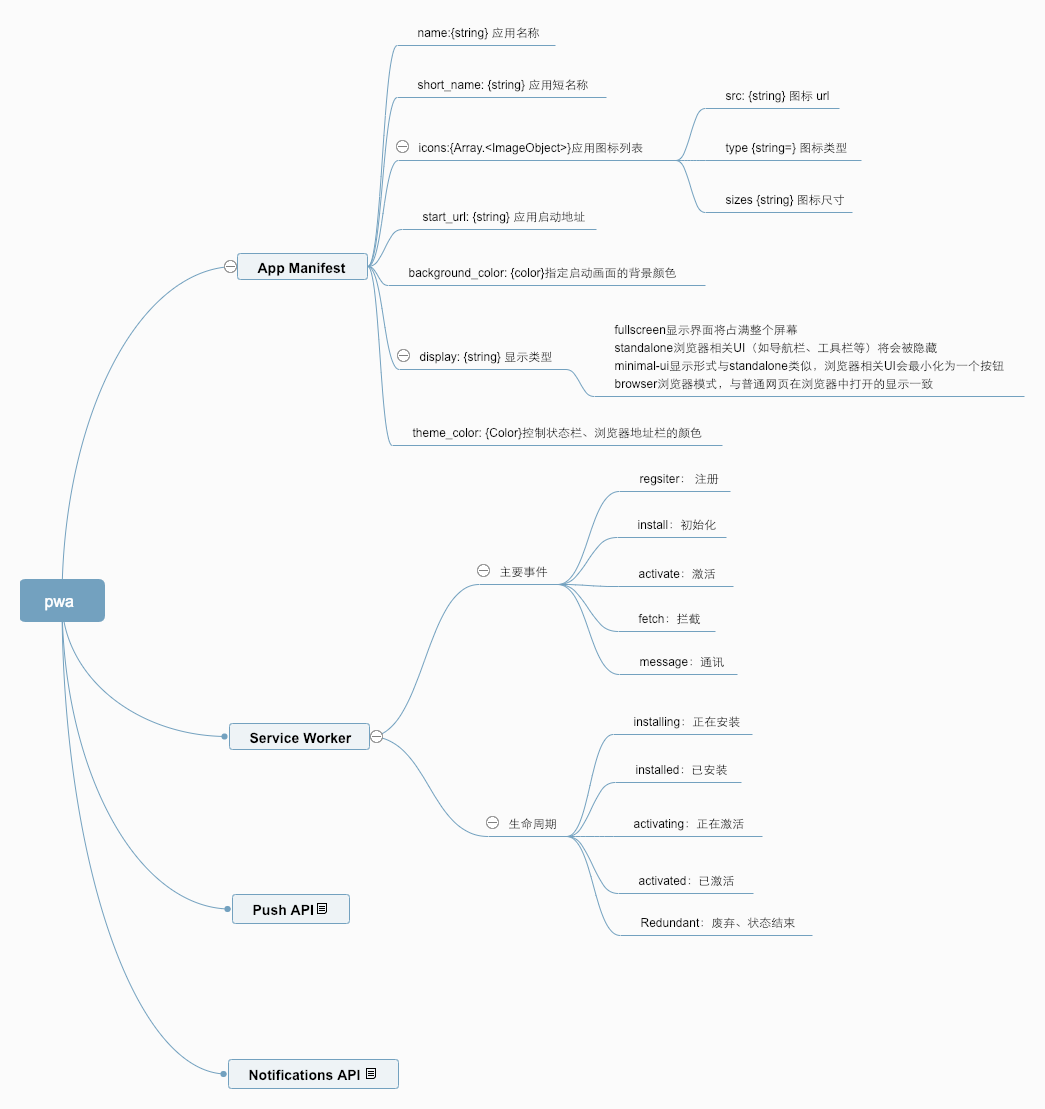 pwa
App Manifest
name:{string} 应用名称
short_name: {string} 应用短名称
icons:{Array.<ImageObject>}应用图标列表
src: {string} 图标 url
type {string=} 图标类型
sizes {string} 图标尺寸
start_url: {string} 应用启动地址
background_color: {color}指定启动画面的背景颜色
display: {string} 显示类型
fullscreen显示界面将占满整个屏幕
standalone浏览器相关UI（如导航栏、工具栏等）将会被隐藏
minimal-ui显示形式与standalone类似，浏览器相关UI会最小化为一个按钮
browser浏览器模式，与普通网页在浏览器中打开的显示一致
theme_color: {Color}控制状态栏、浏览器地址栏的颜色
Service Worker
主要事件
regsiter： 注册
install：初始化
activate：激活
fetch：拦截
message：通讯
生命周期
installing：正在安装
installed：已安装
activating：正在激活
activated：已激活
Redundant：废弃、状态结束
Push API
Notifications API